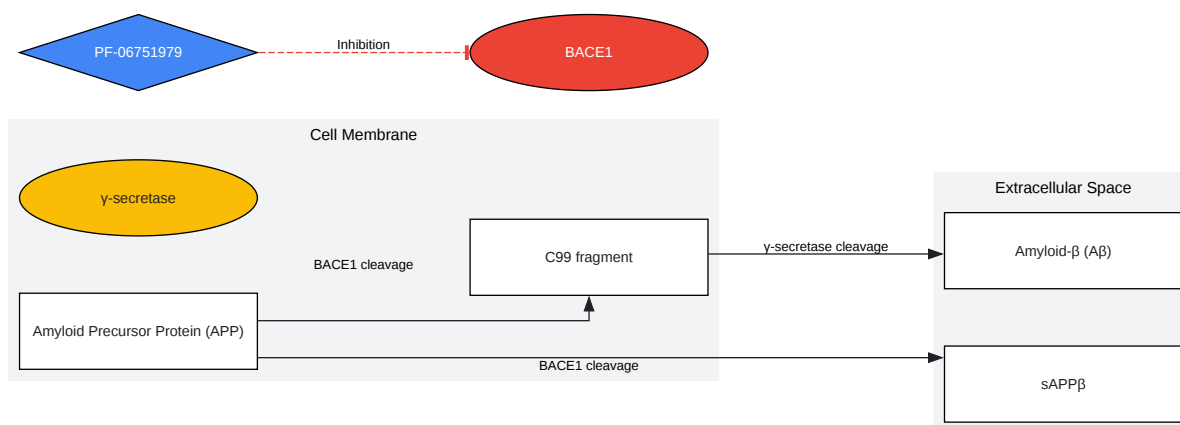 PF-06751979
Inhibition
BACE1
Cell Membrane
γ-secretase
Extracellular Space
C99 fragment
γ-secretase cleavage
Amyloid-β (Aβ)
BACE1 cleavage
Amyloid Precursor Protein (APP)
BACE1 cleavage
sAPPβ